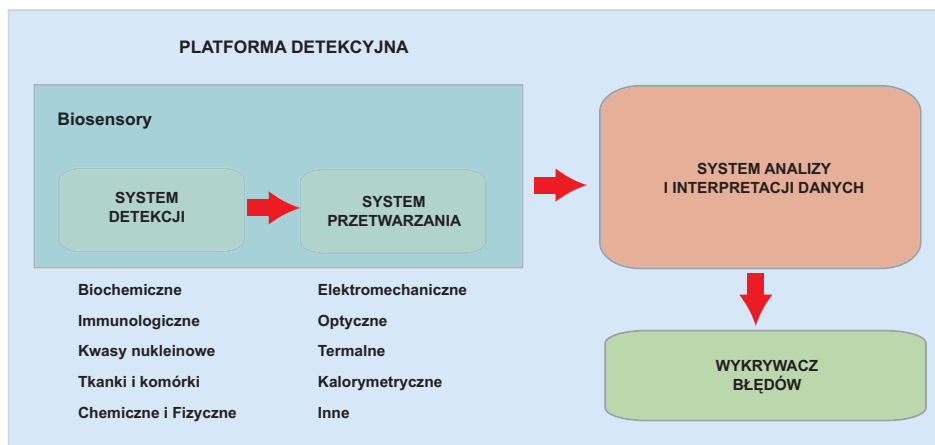 PLATFORMA DETEKCYJNA
Biosensory
SYSTEM
DETEKCJI
SYSTEM
PRZETWARZANIA
Biochemiczne
Immunologiczne
Kwasy nukleinowe
Tkanki i komórki
Chemiczne i Fizyczne
Elektromechaniczne
Optyczne
Termalne
Kalorymetryczne
Inne
SYSTEM ANALIZY
I INTERPRETACJI DANYCH
WYKRYWACZ
BŁĘDÓW